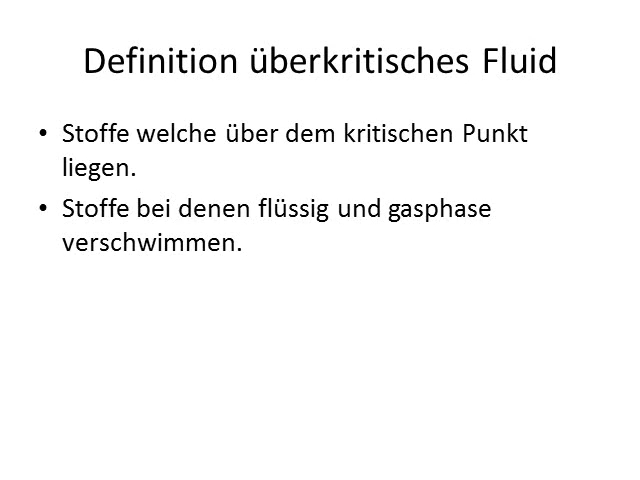 Definition überkritisches Fluid
• Stoffe welche über dem kritischen Punkt
liegen.
• Stoffe bei denen flüssig und gasphase
verschwimmen.